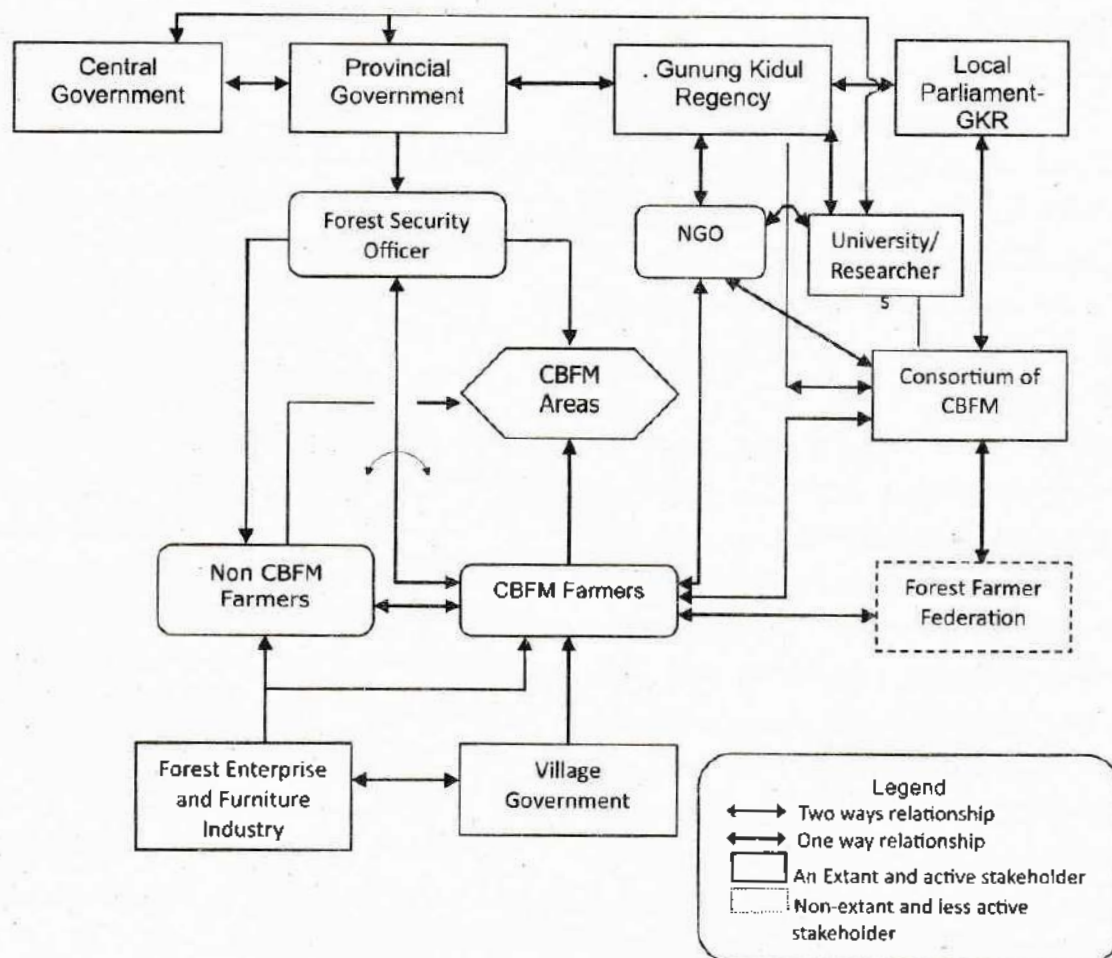 Central
Government
Provincial
Government
. Gunung Kidul
Regency
Local
Parliament-
GKR
Forest Security
Officer
NGO
University/
Researcher
s
CBFM
Areas
Consortium of
CBFM
Non CBFM
Farmers
CBFM Farmers
Forest Farmer
Federation
Forest Enterprise
and Furniture
Industry
Village
Government
Legend
Two ways relationship
One way relationship
An Extant and active stakeholder
Non-extant and less active
stakeholder